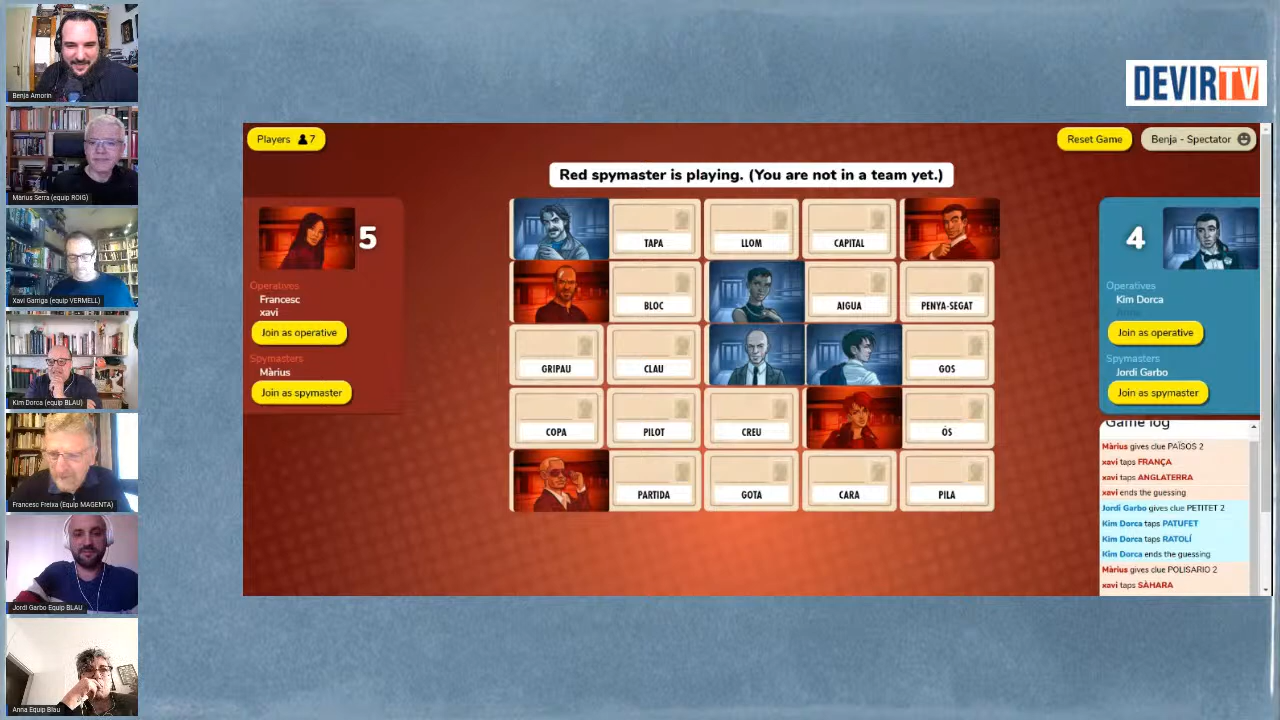 Benja Amorin
Màrius Serra (equip ROIG)
Xavi Garriga (equip VERMELL)
Kim Dorca (equip BLAU)
Francesc Freixa (Equip MAGENTA)
Jordi Garbo Equip BLAU
Anna Equip Blau
DEVIRTV
Players 7
Reset Game
Benja - Spectator
Red spymaster is playing. (You are not in a team yet.)
5
Operatives
Francesc
xavi
Join as operative
Spymasters
Màrius
Join as spymaster
TAPA
LLOM
CAPITAL
BLOC
AIGUA
PENYA-SEGAT
GRIPAU
CLAU
GOS
COPA
PILOT
CREU
ÓS
PARTIDA
GOTA
CARA
PILA
4
Operatives
Kim Dorca
Join as operative
Spymasters
Jordi Garbo
Join as spymaster
Game log
Màrius gives clue PAÏSOS 2
xavi taps FRANÇA
xavi taps ANGLATERRA
xavi ends the guessing
Jordi Garbo gives clue PETITET 2
Kim Dorca taps PATUFET
Kim Dorca taps RATOLÍ
Kim Dorca ends the guessing
Màrius gives clue POLISARIO 2
xavi taps SÀHARA